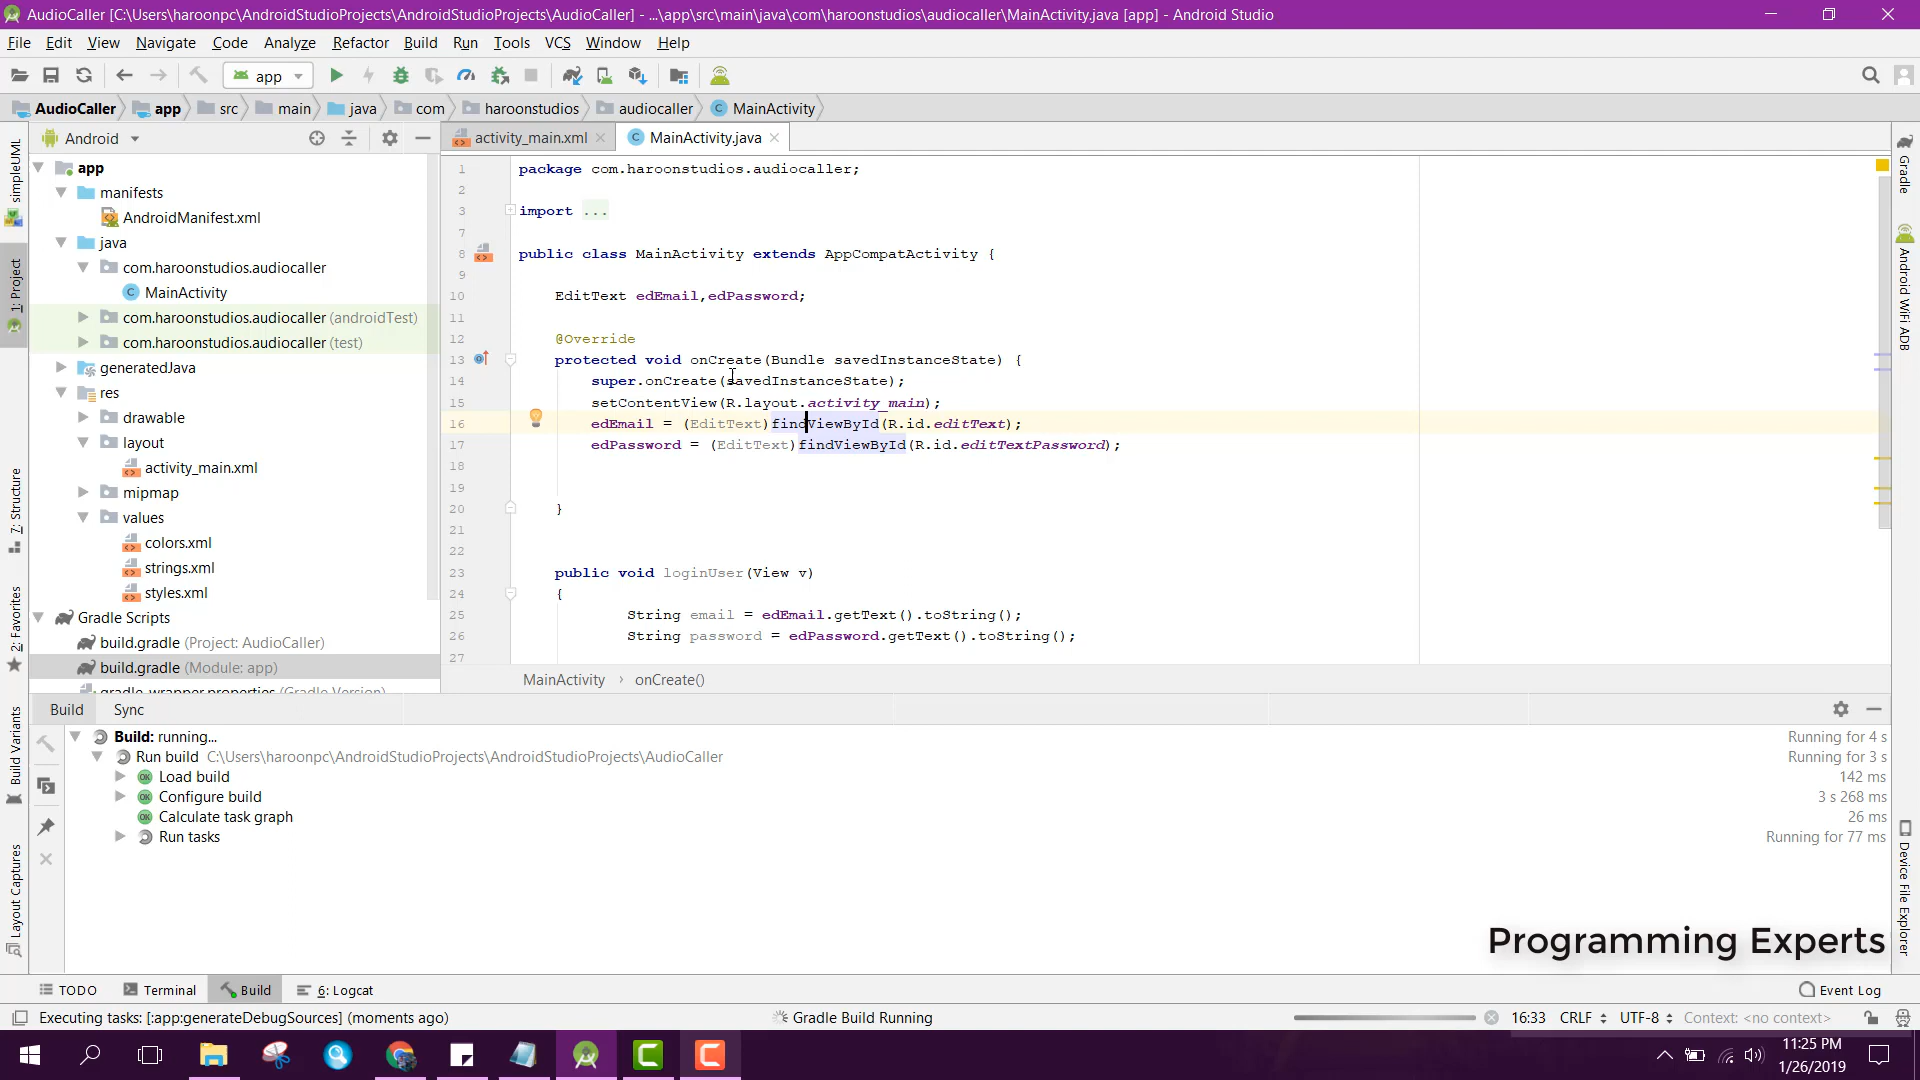 AudioCaller [C:\Users\haroonpc\AndroidStudioProjects\AndroidStudioProjects\AudioCaller] - ...\app\src\main\java\com\haroonstudios\audiocaller\MainActivity.java [app] - Android Studio
File Edit View Navigate Code Analyze Refactor Build Run Tools VCS Window Help
app
AudioCaller app src main java com haroonstudios audiocaller MainActivity
Android
activity_main.xml MainActivity.java
simpleUML
1: Project
7: Structure
2: Favorites
Build Variants
Layout Captures
app
manifests
AndroidManifest.xml
java
com.haroonstudios.audiocaller
MainActivity
com.haroonstudios.audiocaller (androidTest)
com.haroonstudios.audiocaller (test)
generatedJava
res
drawable
layout
activity_main.xml
mipmap
values
colors.xml
strings.xml
styles.xml
Gradle Scripts
build.gradle (Project: AudioCaller)
build.gradle (Module: app)
gradle-wrapper.properties (Gradle Version)
1 package com.haroonstudios.audiocaller;
2
3 import ...
7
8 public class MainActivity extends AppCompatActivity {
9
10 EditText edEmail,edPassword;
11
12 @Override
13 protected void onCreate(Bundle savedInstanceState) {
14 super.onCreate(savedInstanceState);
15 setContentView(R.layout.activity_main);
16 edEmail = (EditText)findViewById(R.id.editText);
17 edPassword = (EditText)findViewById(R.id.editTextPassword);
18
19
20 }
21
22
23 public void loginUser(View v)
24 {
25 String email = edEmail.getText().toString();
26 String password = edPassword.getText().toString();
27
MainActivity › onCreate()
Gradle
Android WiFi ADB
Device File Explorer
Build Sync
Build: running... Running for 4 s
Run build C:\Users\haroonpc\AndroidStudioProjects\AndroidStudioProjects\AudioCaller Running for 3 s
OK Load build 142 ms
OK Configure build 3 s 268 ms
OK Calculate task graph 26 ms
Run tasks Running for 77 ms
Programming Experts
TODO Terminal Build 6: Logcat Event Log
Executing tasks: [:app:generateDebugSources] (moments ago) Gradle Build Running 16:33 CRLF UTF-8 Context: <no context>
11:25 PM
1/26/2019